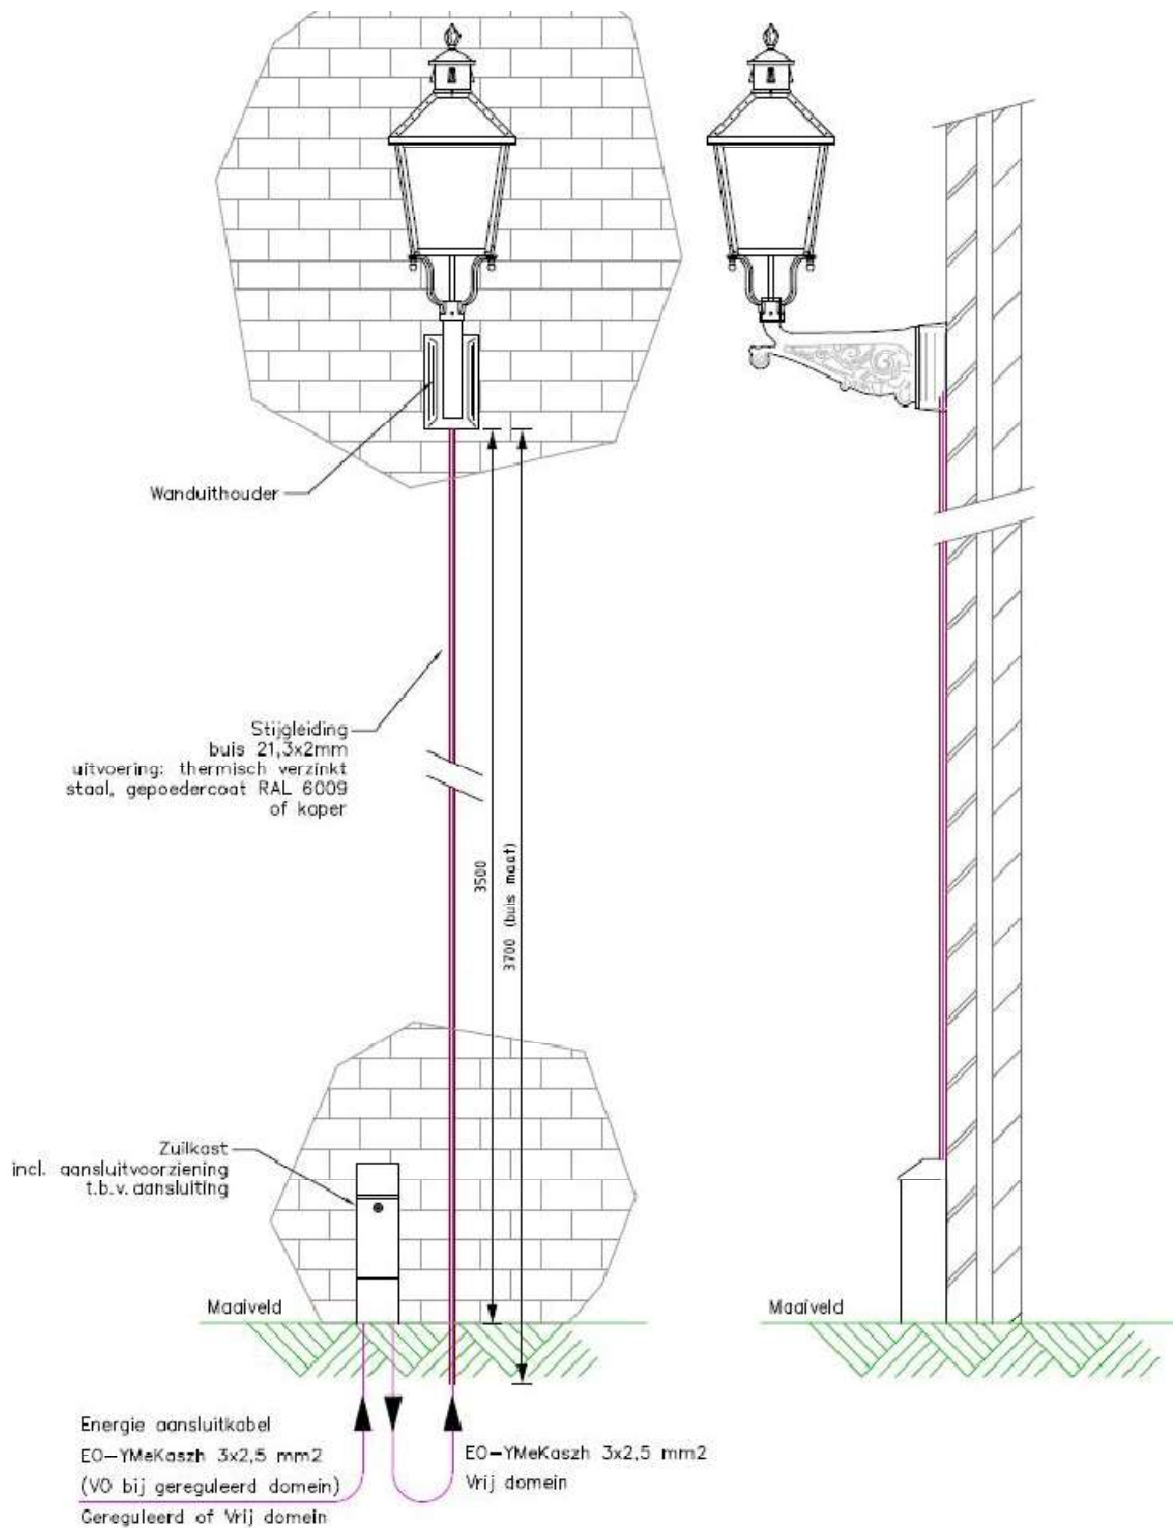 Wanduithouder
Stijgleiding
buis 21,3x2mm
uitvoering: thermisch verzinkt
staal, gepoedercoat RAL 6009
of koper
3500
3700 (buis maat)
Zuilkast
incl. aansluitvoorziening
t.b.v. aansluiting
Maaiveld
Maaiveld
Energie aansluitkabel
EO-YMeKaszh 3x2,5 mm2
(VO bij gereguleerd domein)
Gereguleerd of Vrij domein
EO-YMeKaszh 3x2,5 mm2
Vrij domein